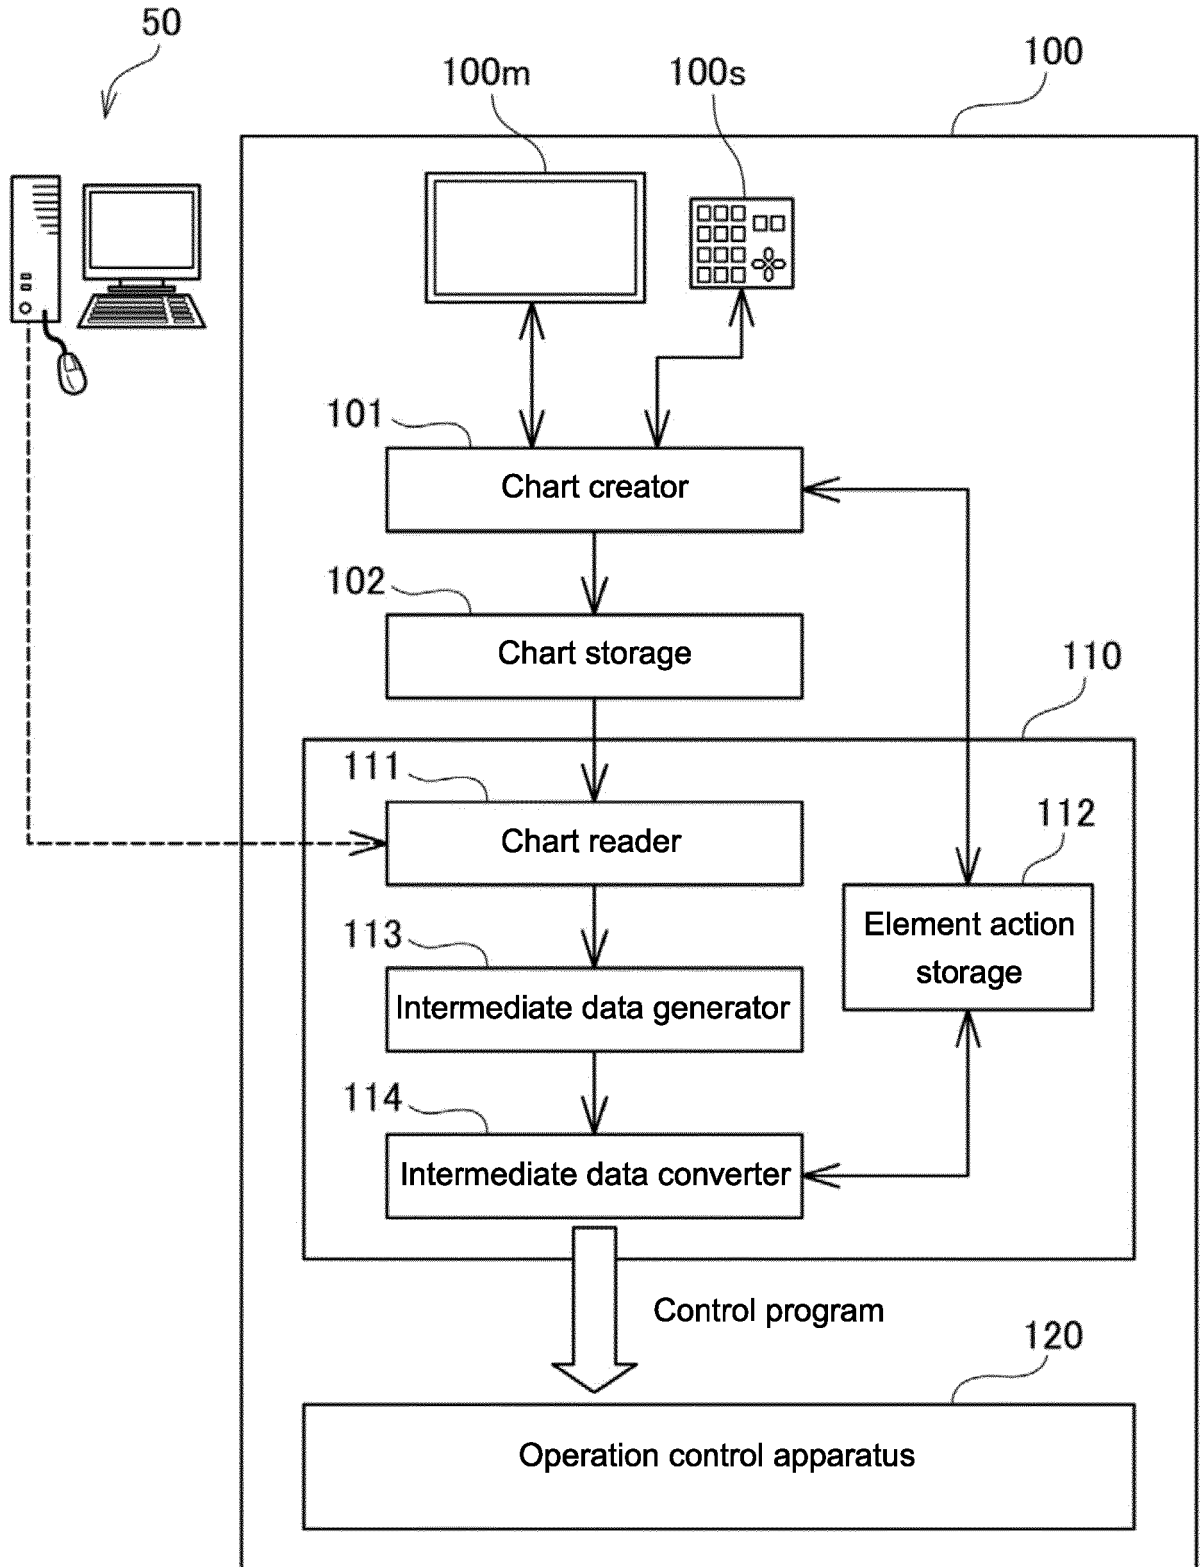 50
100
100m
100s
101
Chart creator
102
Chart storage
110
111
Chart reader
112
Element action
storage
113
Intermediate data generator
114
Intermediate data converter
Control program
120
Operation control apparatus